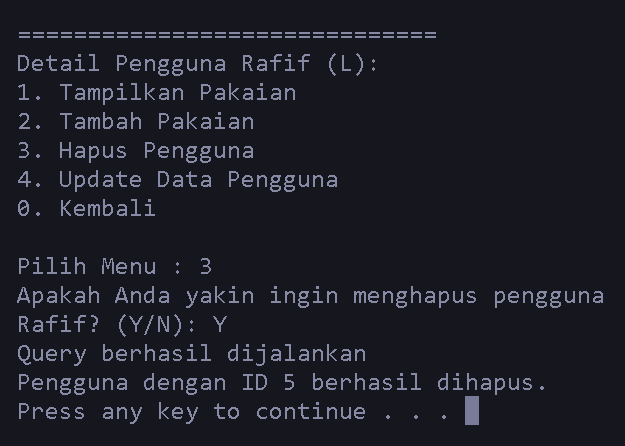 ==============================
Detail Pengguna Rafif (L):
1. Tampilkan Pakaian
2. Tambah Pakaian
3. Hapus Pengguna
4. Update Data Pengguna
0. Kembali
Pilih Menu : 3
Apakah Anda yakin ingin menghapus pengguna
Rafif? (Y/N): Y
Query berhasil dijalankan
Pengguna dengan ID 5 berhasil dihapus.
Press any key to continue . . .